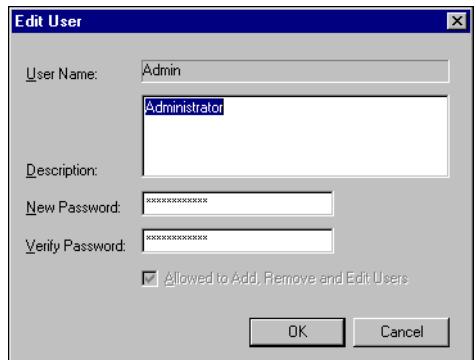 Edit User
User Name: Admin
Administrator
Description:
New Password: ************
Verify Password: ************
Allowed to Add, Remove and Edit Users
OK Cancel